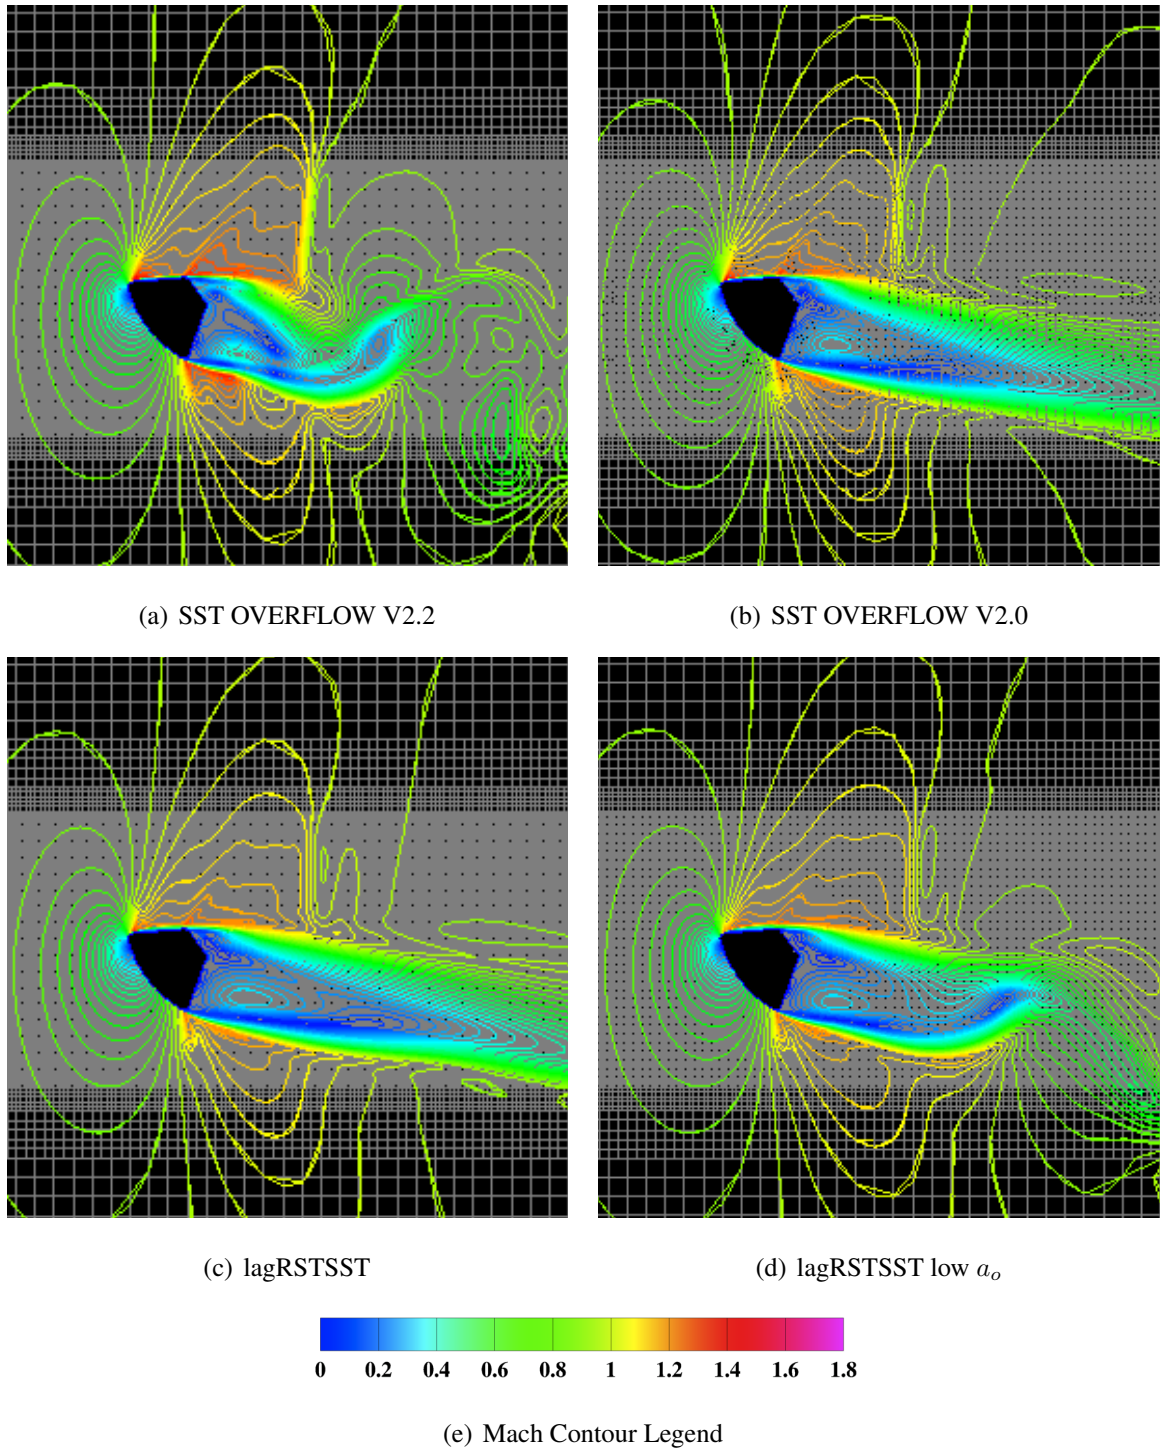 (a) SST OVERFLOW V2.2
(b) SST OVERFLOW V2.0
(c) lagRSTSST
(d) lagRSTSST low a_o
0 0.2 0.4 0.6 0.8 1 1.2 1.4 1.6 1.8
(e) Mach Contour Legend